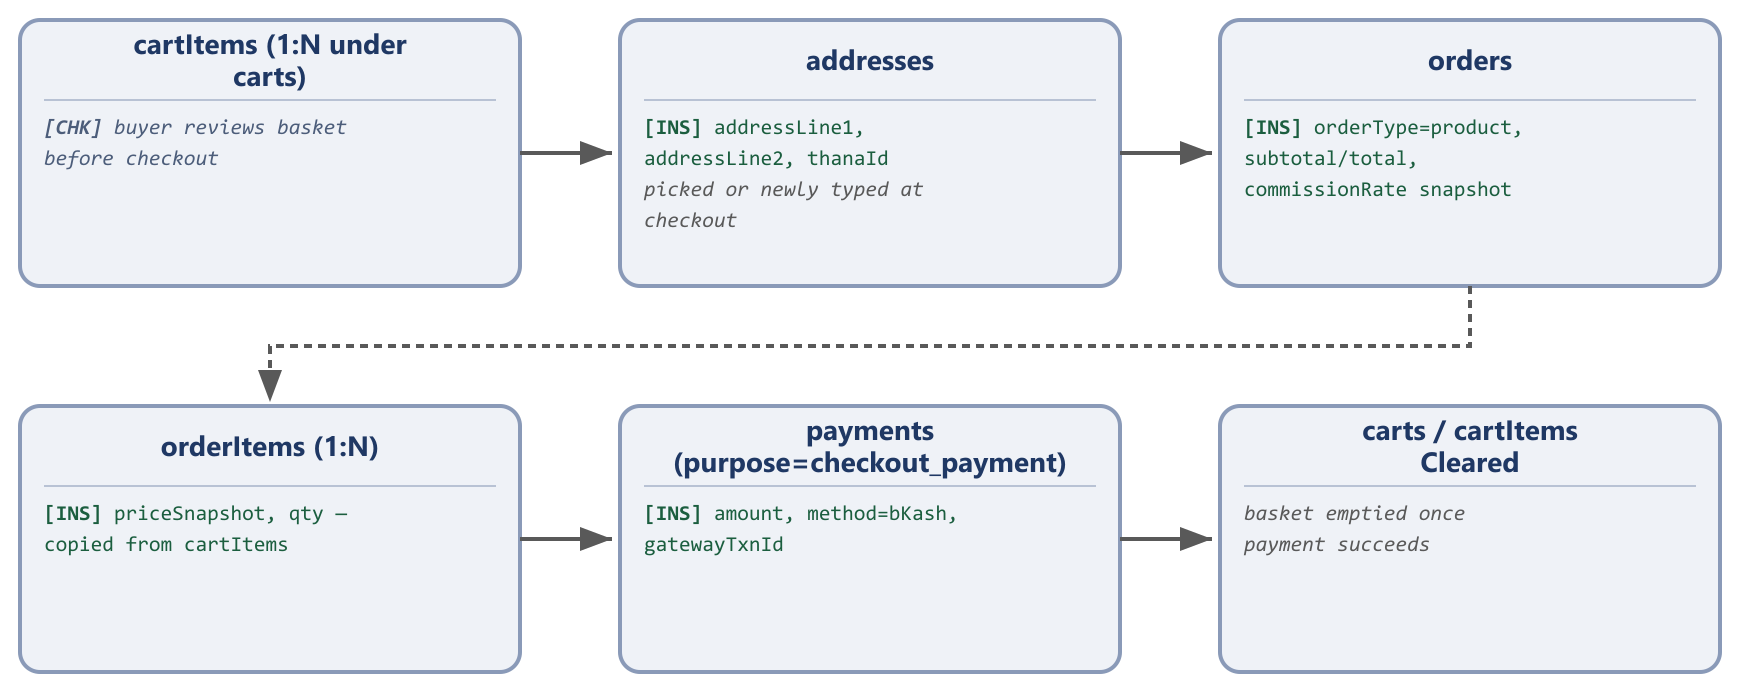 cartItems (1:N under
carts)
[CHK] buyer reviews basket
before checkout
addresses
[INS] addressLine1,
addressLine2, thanaId
picked or newly typed at
checkout
orders
[INS] orderType=product,
subtotal/total,
commissionRate snapshot
orderItems (1:N)
[INS] priceSnapshot, qty —
copied from cartItems
payments
(purpose=checkout_payment)
[INS] amount, method=bKash,
gatewayTxnId
carts / cartItems
Cleared
basket emptied once
payment succeeds